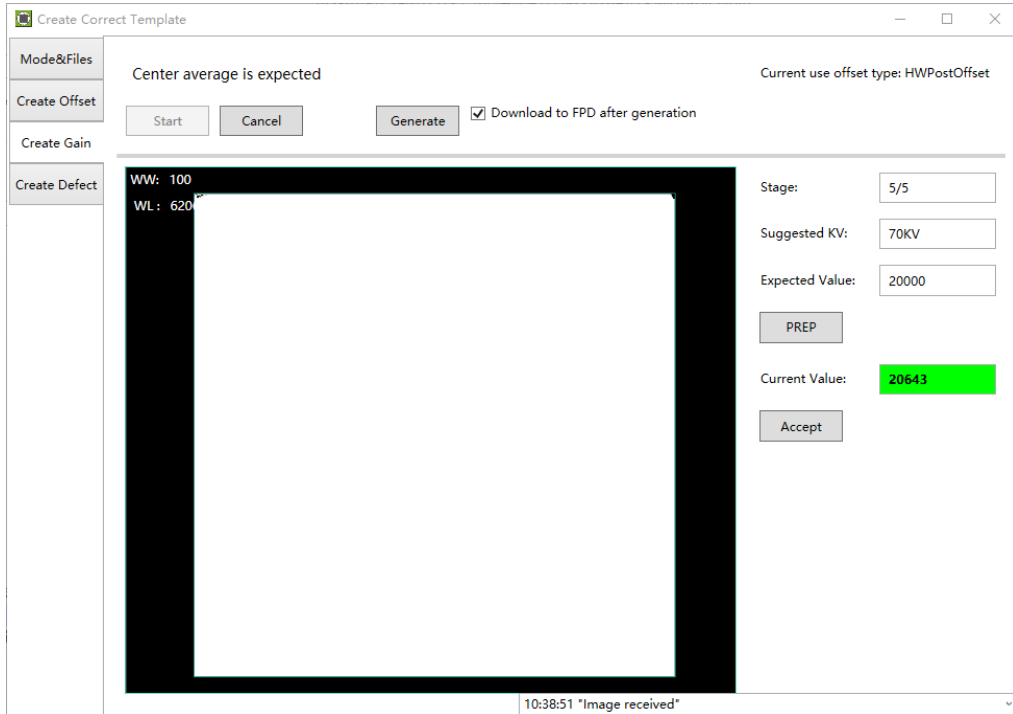 Create Correct Template
Mode&Files
Create Offset
Create Gain
Create Defect
Center average is expected
Current use offset type: HWPostOffset
Start
Cancel
Generate
Download to FPD after generation
WW: 100
WL: 620
Stage:
5/5
Suggested KV:
70KV
Expected Value:
20000
PREP
Current Value:
20643
Accept
10:38:51 "Image received"